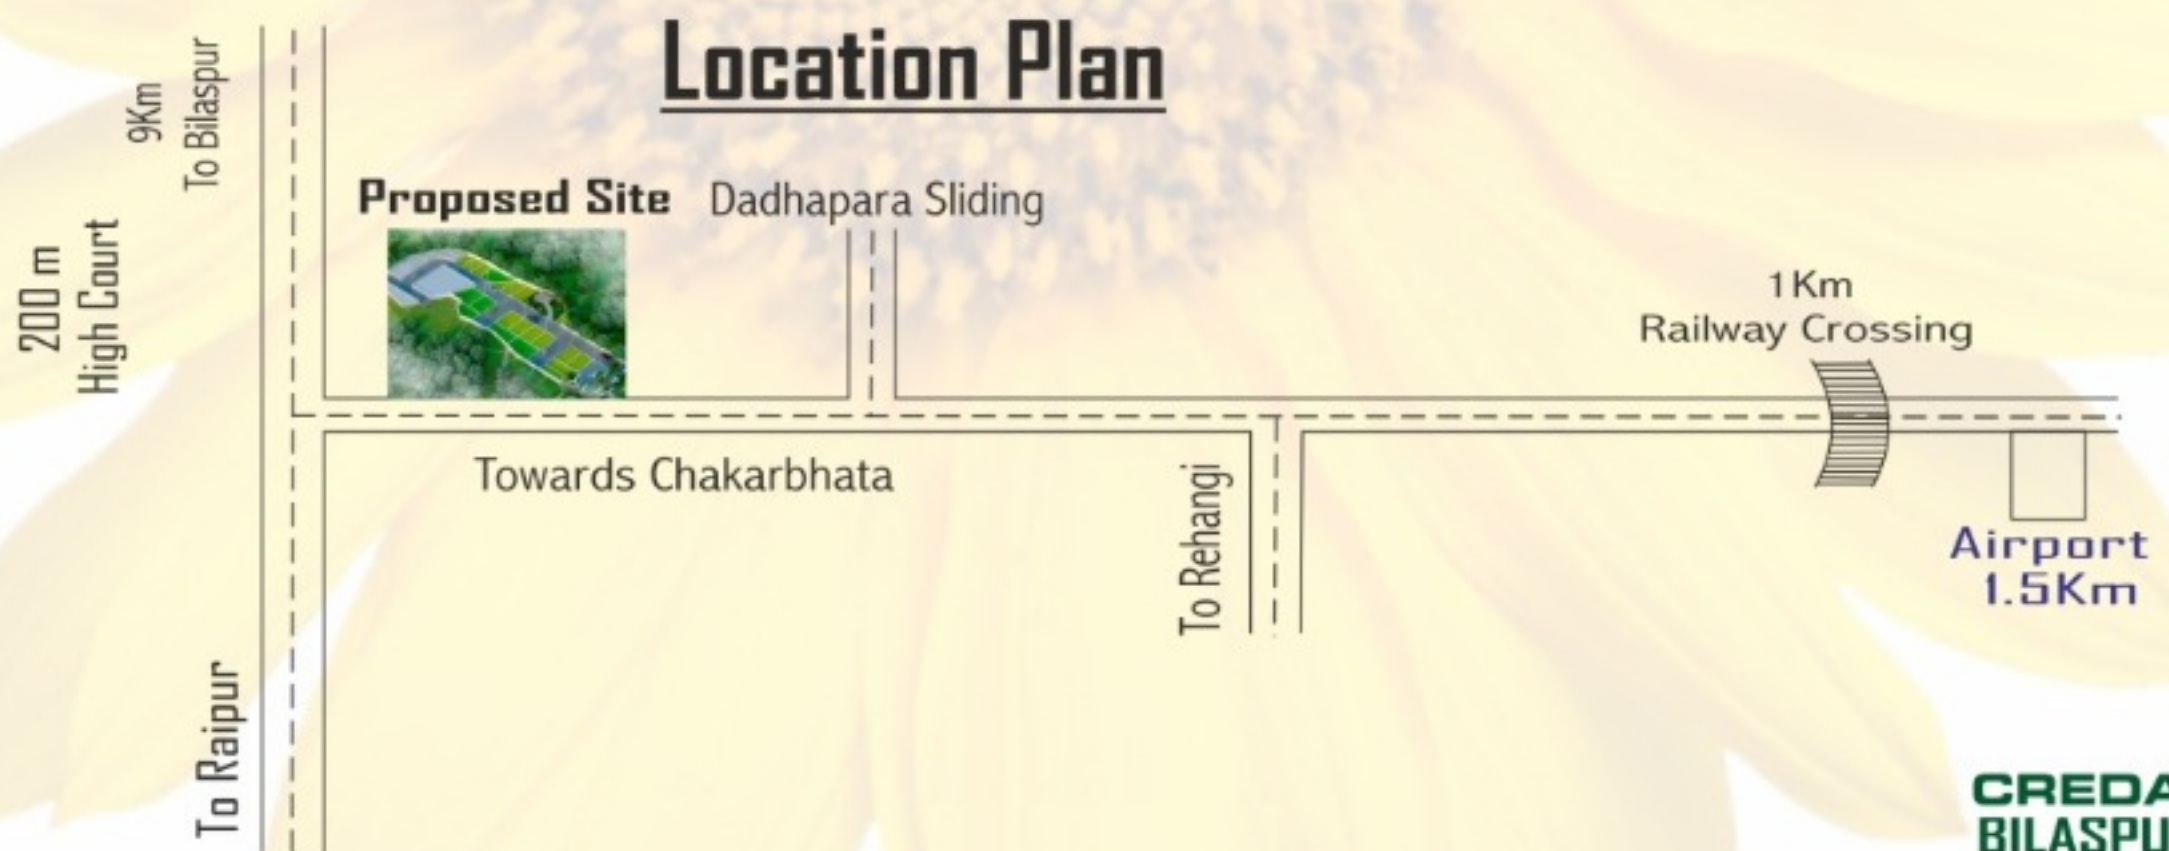 Location Plan
9Km
To Bilaspur
200 m
High Court
Proposed Site
Dadhapara Sliding
1Km
Railway Crossing
Towards Chakarbhata
To Rehangi
Airport
1.5Km
To Raipur
CREDA
BILASPU